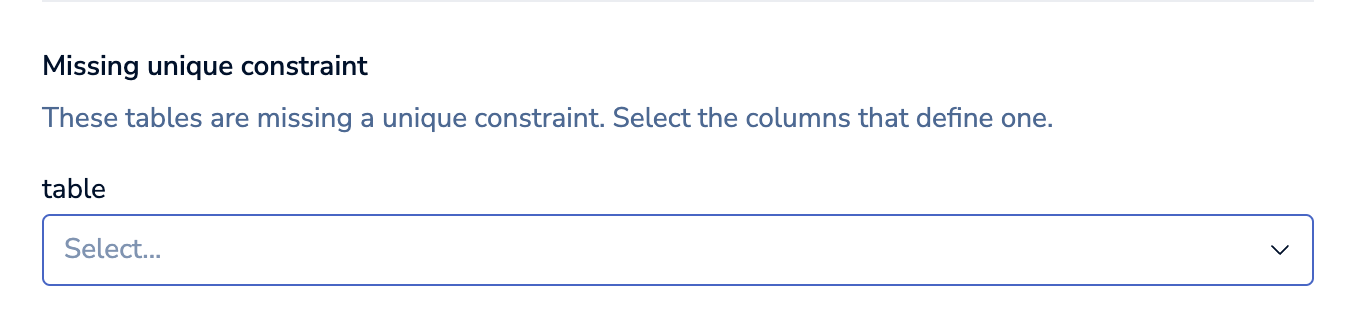 Missing unique constraint
These tables are missing a unique constraint. Select the columns that define one.
table
Select...